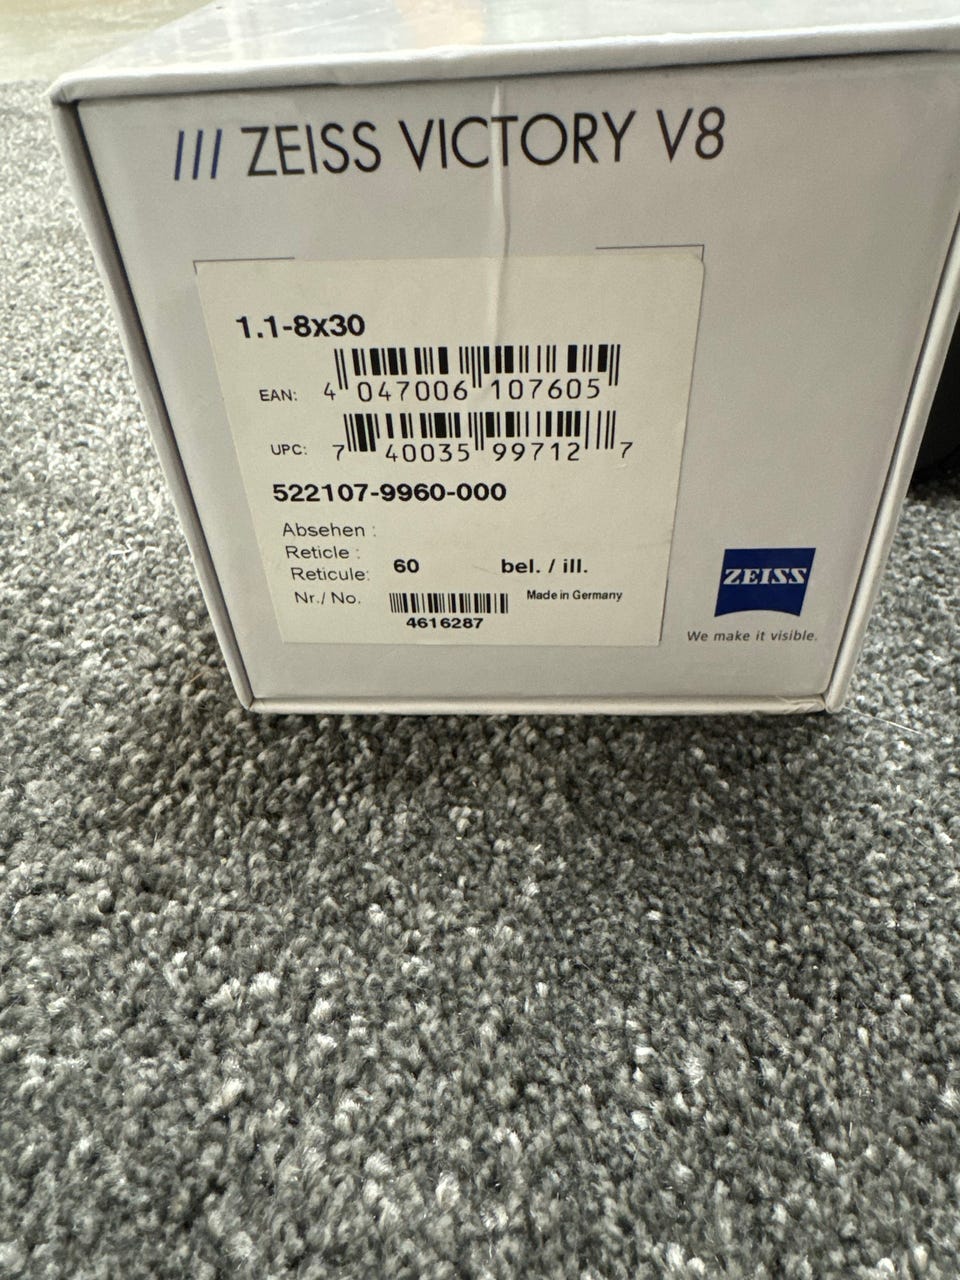 /// ZEISS VICTORY V8
1.1-8x30
EAN: 4 047006 107605
UPC: 7 40035 99712 7
522107-9960-000
Absehen :
Reticle :
Reticule: 60 bel. / ill.
Nr./ No. Made in Germany
4616287
ZEISS
We make it visible.